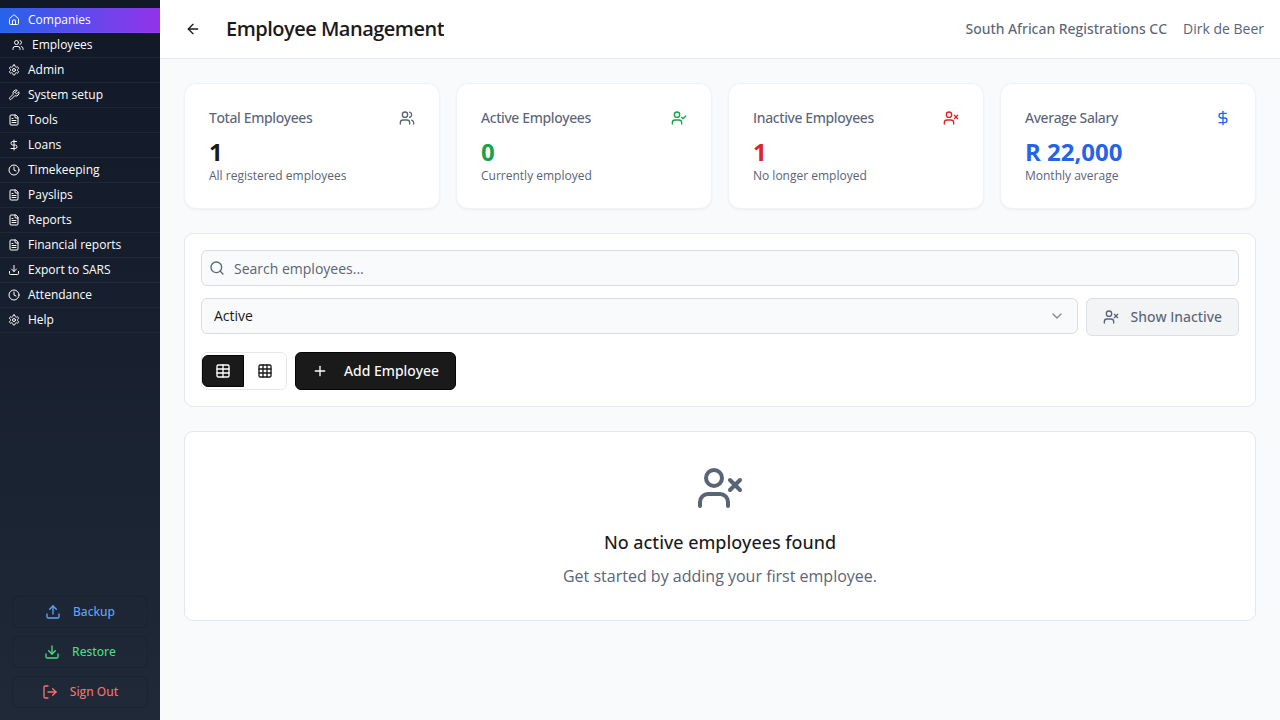 Companies
Employees
Admin
System setup
Tools
Loans
Timekeeping
Payslips
Reports
Financial reports
Export to SARS
Attendance
Help
Backup
Restore
Sign Out
Employee Management
South African Registrations CC Dirk de Beer
Total Employees
1
All registered employees
Active Employees
0
Currently employed
Inactive Employees
1
No longer employed
Average Salary
R 22,000
Monthly average
Search employees...
Active
Show Inactive
Add Employee
No active employees found
Get started by adding your first employee.